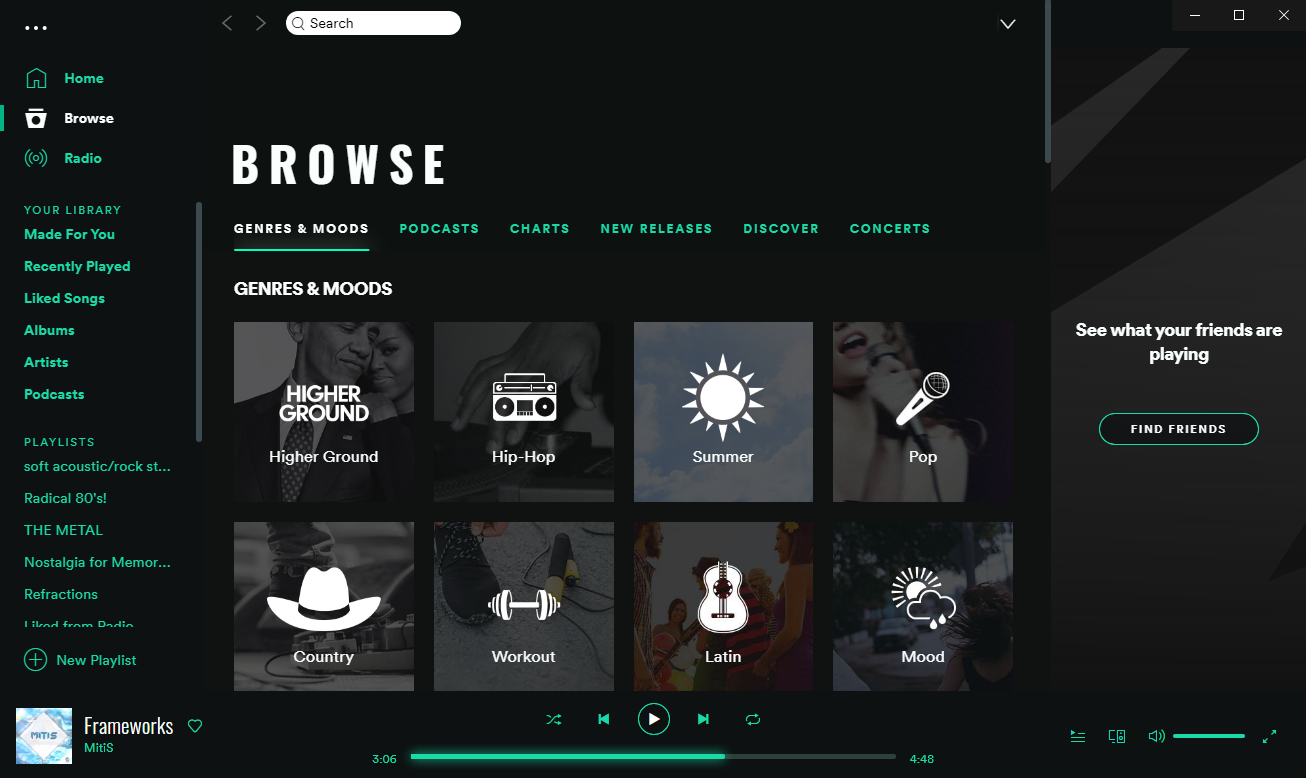 Search
Home
Browse
Radio
YOUR LIBRARY
Made For You
Recently Played
Liked Songs
Albums
Artists
Podcasts
PLAYLISTS
soft acoustic/rock st...
Radical 80's!
THE METAL
Nostalgia for Memor...
Refractions
Liked from Radio
New Playlist
BROWSE
GENRES & MOODS PODCASTS CHARTS NEW RELEASES DISCOVER CONCERTS
GENRES & MOODS
HIGHER
GROUND
Higher Ground
Hip-Hop
Summer
Pop
Country
Workout
Latin
Mood
See what your friends are
playing
FIND FRIENDS
MitiS
Frameworks
MitiS
3:06
4:48